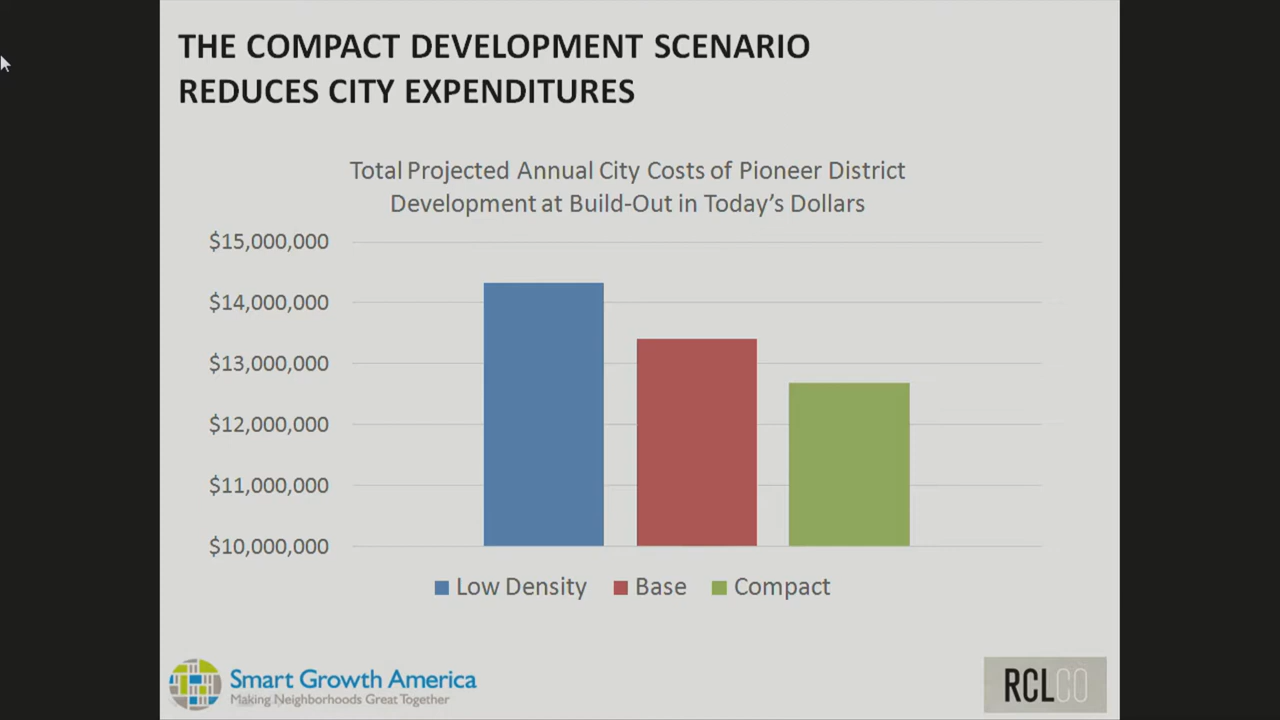 THE COMPACT DEVELOPMENT SCENARIO
REDUCES CITY EXPENDITURES
Total Projected Annual City Costs of Pioneer District
Development at Build-Out in Today's Dollars
$15,000,000
$14,000,000
$13,000,000
$12,000,000
$11,000,000
$10,000,000
Low Density Base Compact
Smart Growth America
Making Neighborhoods Great Together
RCLCO